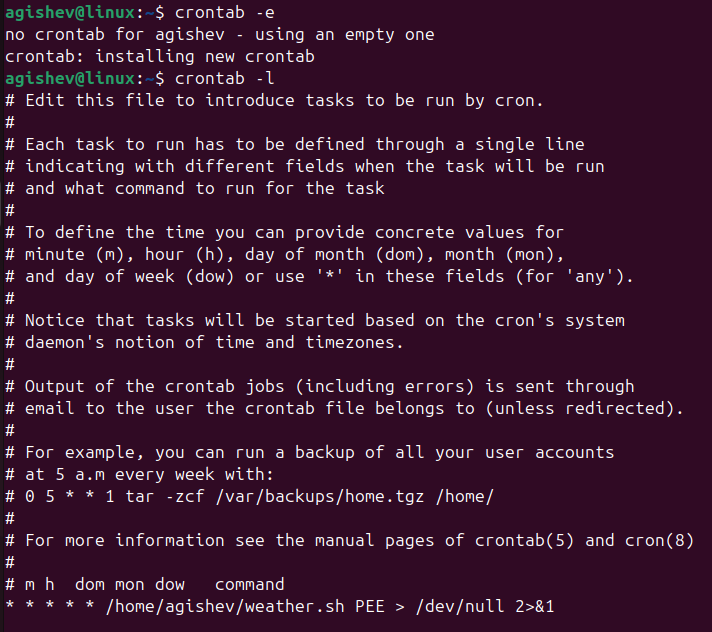 agishev@linux:~$ crontab -e
no crontab for agishev - using an empty one
crontab: installing new crontab
agishev@linux:~$ crontab -l
# Edit this file to introduce tasks to be run by cron.
#
# Each task to run has to be defined through a single line
# indicating with different fields when the task will be run
# and what command to run for the task
#
# To define the time you can provide concrete values for
# minute (m), hour (h), day of month (dom), month (mon),
# and day of week (dow) or use '*' in these fields (for 'any').
#
# Notice that tasks will be started based on the cron's system
# daemon's notion of time and timezones.
#
# Output of the crontab jobs (including errors) is sent through
# email to the user the crontab file belongs to (unless redirected).
#
# For example, you can run a backup of all your user accounts
# at 5 a.m every week with:
# 0 5 * * 1 tar -zcf /var/backups/home.tgz /home/
#
# For more information see the manual pages of crontab(5) and cron(8)
#
# m h  dom mon dow   command
* * * * * /home/agishev/weather.sh PEE > /dev/null 2>&1